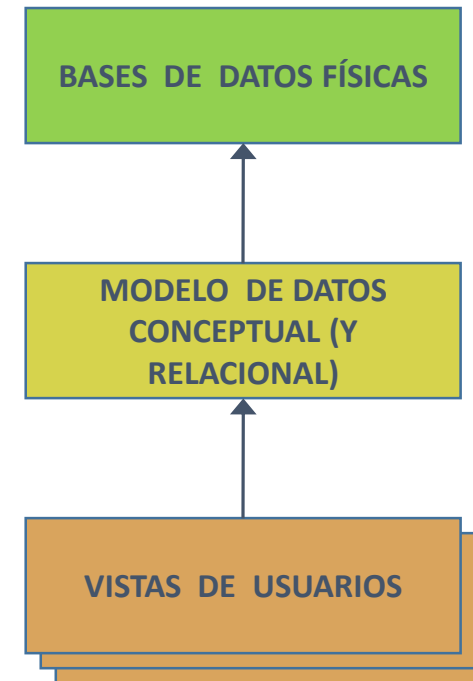 BASES DE DATOS FÍSICAS
MODELO DE DATOS
CONCEPTUAL (Y
RELACIONAL)
VISTAS DE USUARIOS